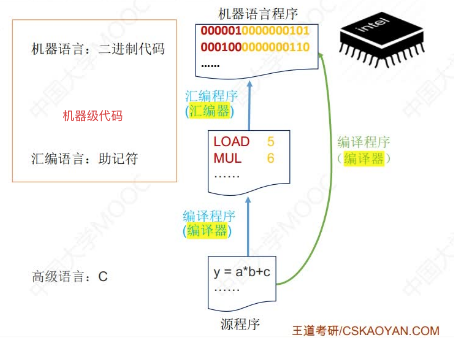 机器语言程序
机器语言：二进制代码
0000010000000101
0001000000000110
……
intel
机器级代码
汇编程序
(汇编器)
汇编语言：助记符
LOAD 5
MUL 6
……
编译程序
（编译器）
编译程序
(编译器)
高级语言：C
y = a*b+c
……
源程序
王道考研/CSKAOYAN.COM
中国大学MOOC